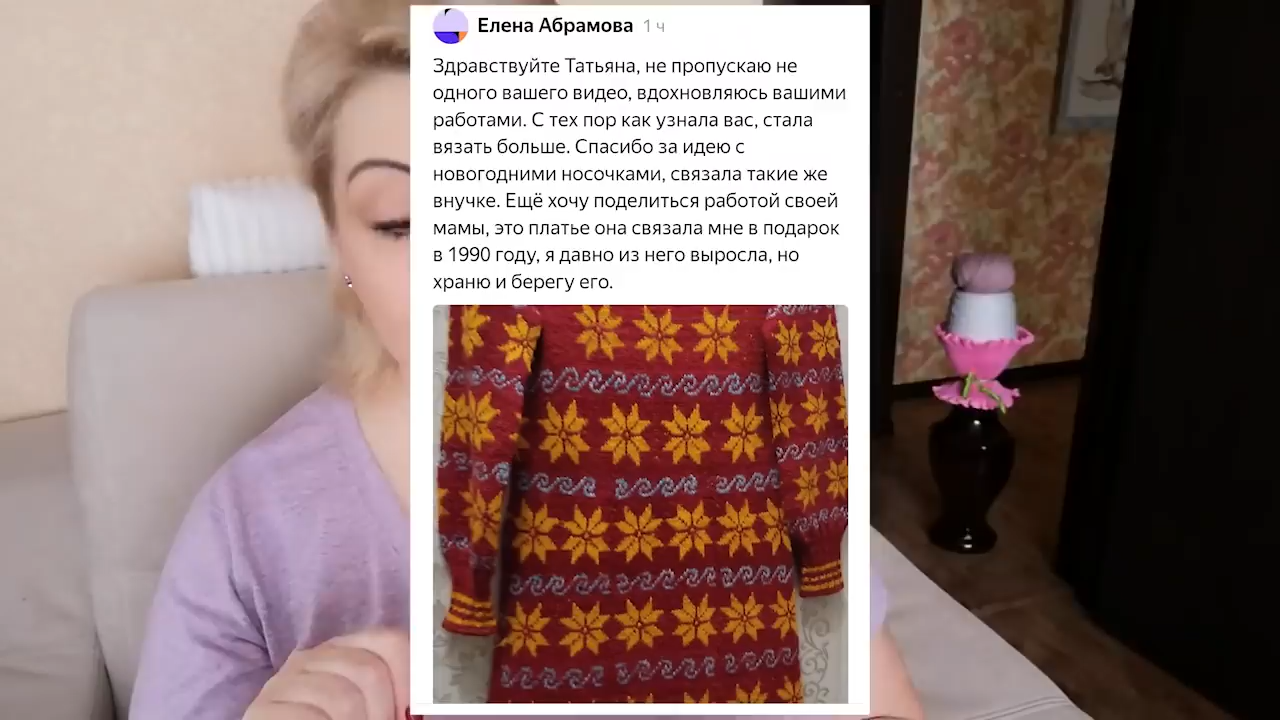 Елена Абрамова 1 ч
Здравствуйте Татьяна, не пропускаю не
одного вашего видео, вдохновляюсь вашими
работами. С тех пор как узнала вас, стала
вязать больше. Спасибо за идею с
новогодними носочками, связала такие же
внучке. Ещё хочу поделиться работой своей
мамы, это платье она связала мне в подарок
в 1990 году, я давно из него выросла, но
храню и берегу его.